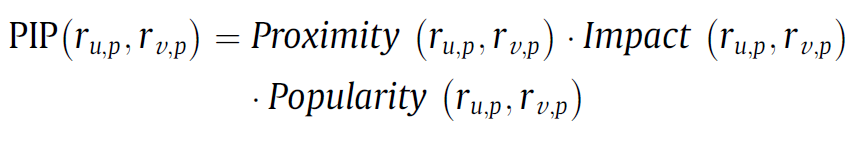 PIP(r_{u,p}, r_{v,p}) = Proximity (r_{u,p}, r_{v,p}) · Impact (r_{u,p}, r_{v,p})
· Popularity (r_{u,p}, r_{v,p})